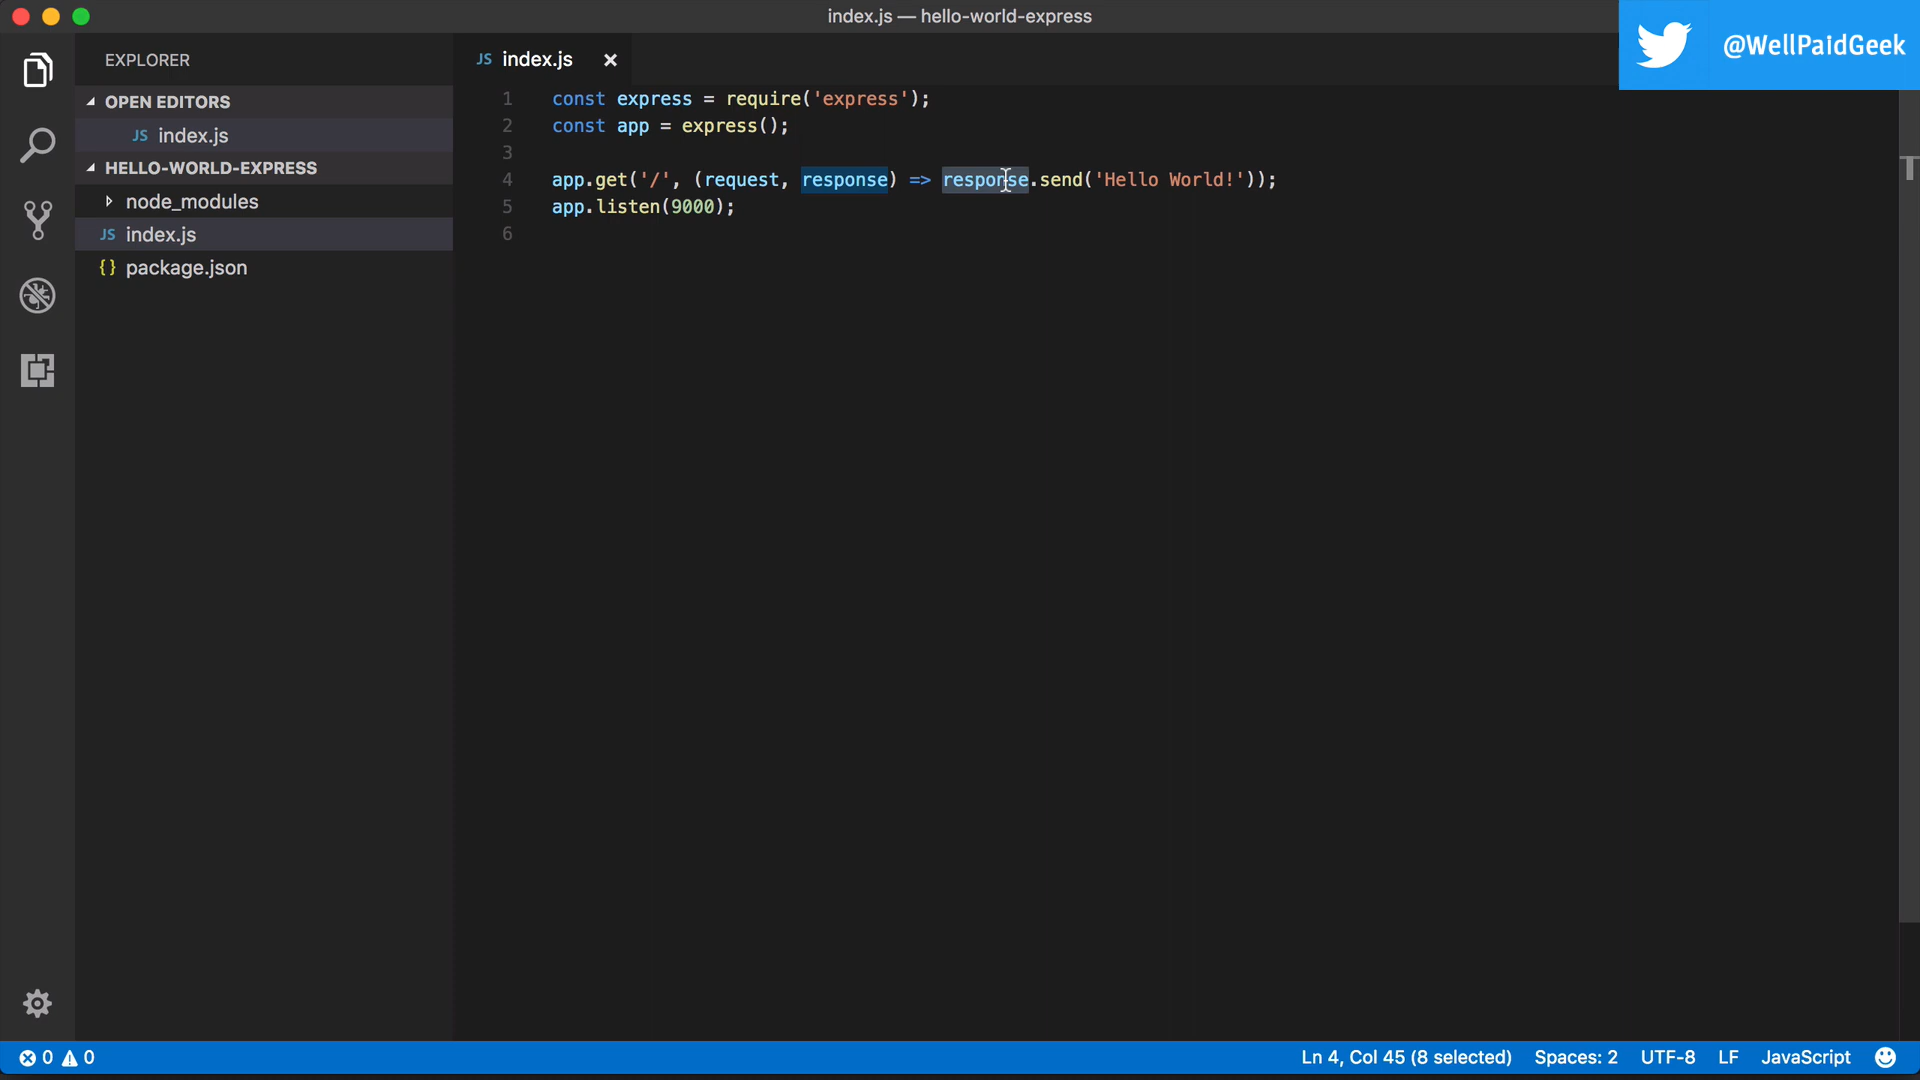 index.js — hello-world-express
@WellPaidGeek
EXPLORER
OPEN EDITORS
JS index.js
HELLO-WORLD-EXPRESS
node_modules
JS index.js
{} package.json
JS index.js ×
1 const express = require('express');
2 const app = express();
3
4 app.get('/', (request, response) => response.send('Hello World!'));
5 app.listen(9000);
6
0 0
Ln 4, Col 45 (8 selected) Spaces: 2 UTF-8 LF JavaScript